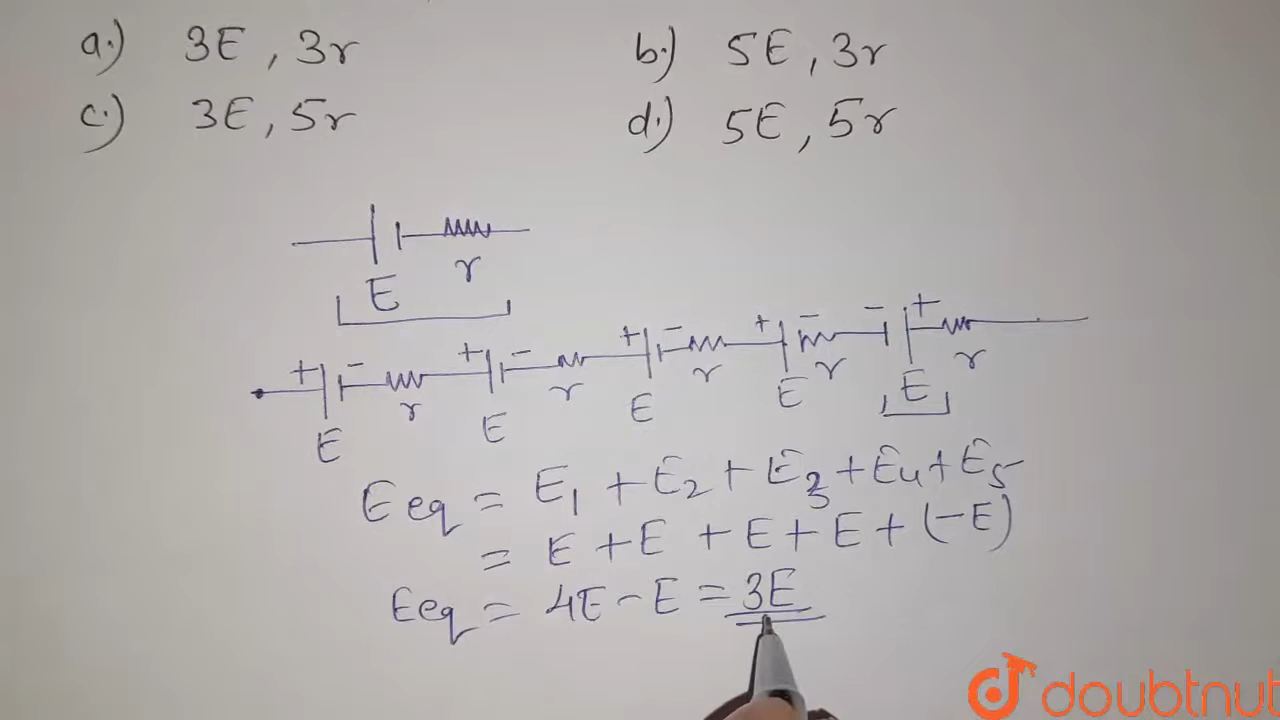 a.) 3E, 3r b.) 5E, 3r
c.) 3E, 5r d.) 5E, 5r
E r
+ - r + - r + - r + - r - + r
E E E E E
Eeq = E1 + E2 + E3 + E4 + E5
= E + E + E + E + (-E)
Eeq = 4E - E = 3E
doubtnut